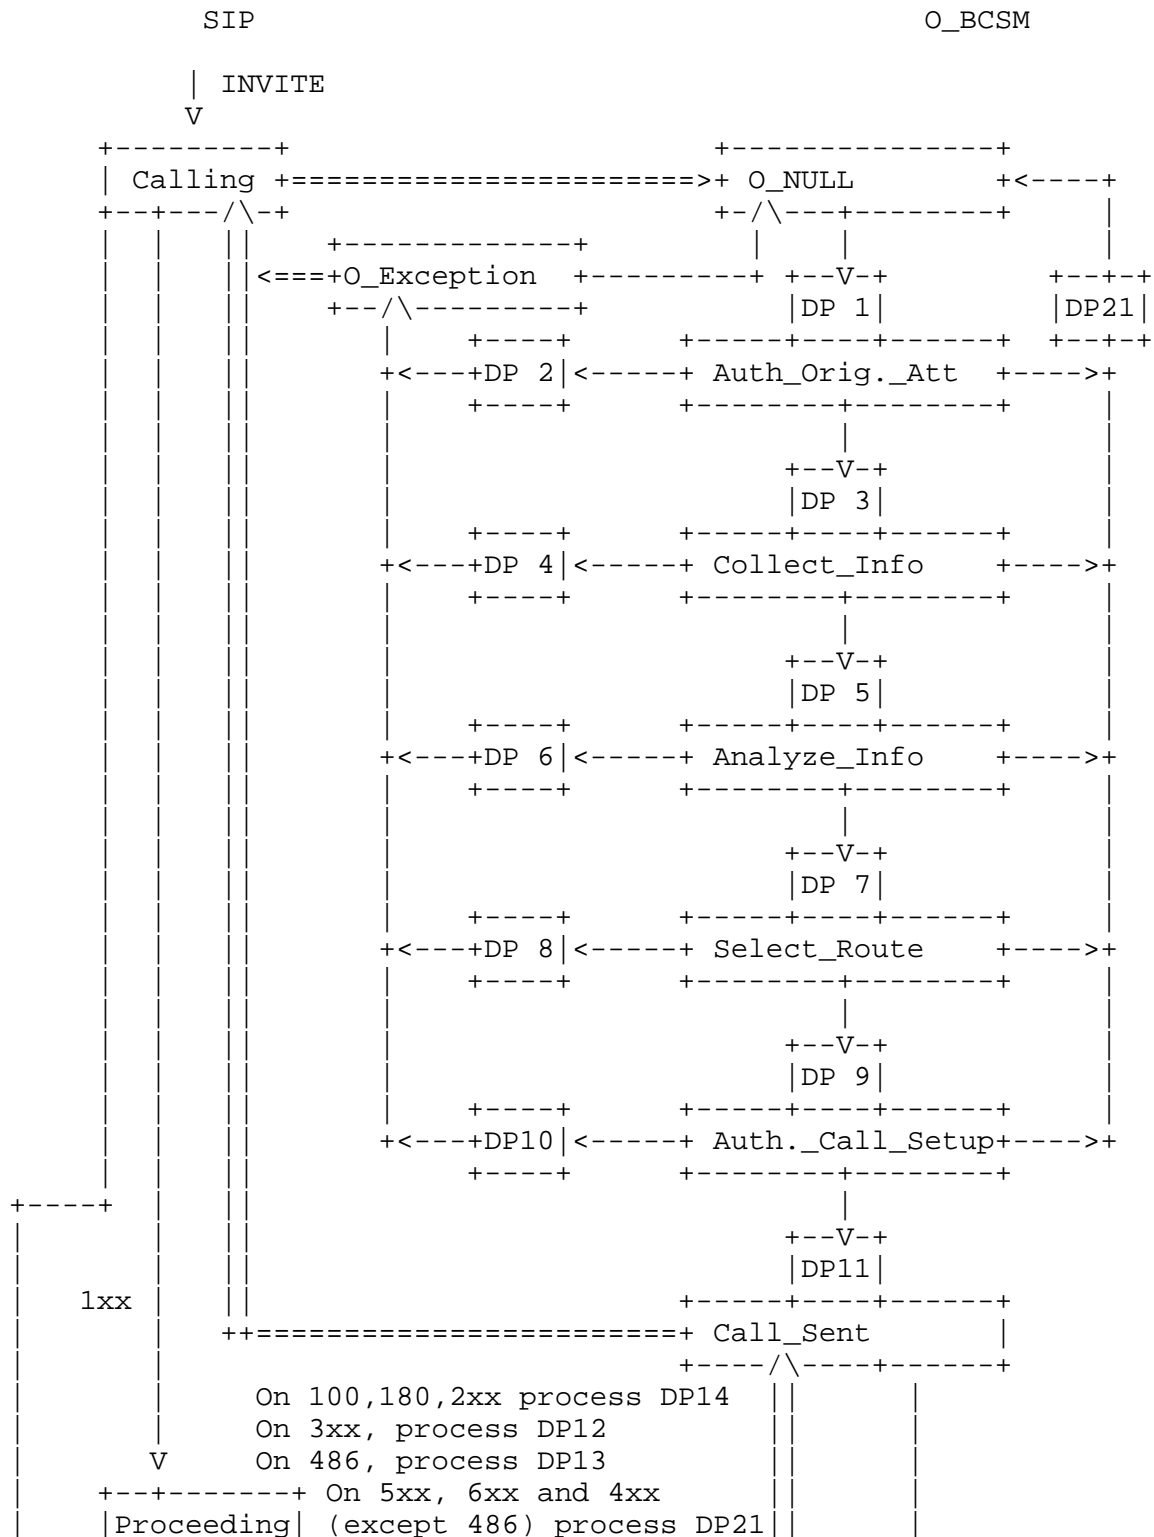 SIP O_BCSM
INVITE
Calling O_NULL
O_Exception
DP 1 DP21
DP 2 Auth_Orig._Att
DP 3
DP 4 Collect_Info
DP 5
DP 6 Analyze_Info
DP 7
DP 8 Select_Route
DP 9
DP10 Auth._Call_Setup
DP11
1xx
Call_Sent
On 100,180,2xx process DP14
On 3xx, process DP12
On 486, process DP13
On 5xx, 6xx and 4xx
Proceeding (except 486) process DP21